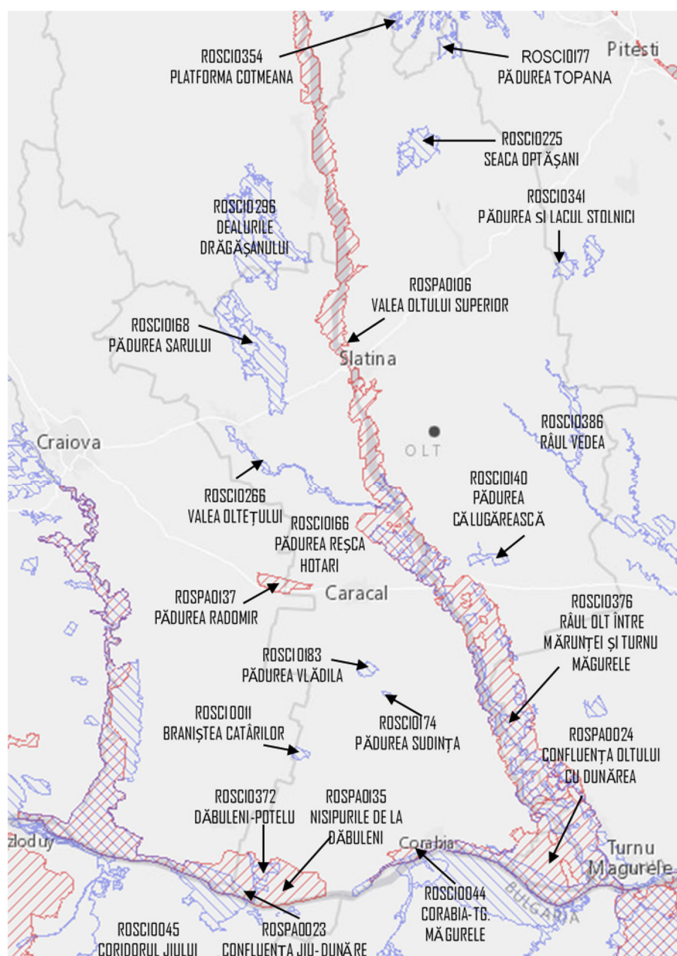 ROSCI0354
PLATFORMA COTMEANA
ROSCI0177
PĂDUREA TOPANA
Pitesti
ROSCI0225
SEACA OPTĂȘANI
ROSCI0296
DEALURILE
DRĂGĂȘANULUI
ROSCI0341
PĂDUREA SI LACUL STOLNICI
ROSPA0106
VALEA OLTULUI SUPERIOR
ROSCI0168
PĂDUREA SARULUI
Slatina
Craiova
OLT
ROSCI0386
RÂUL VEDEA
ROSCI0266
VALEA OLTEȚULUI
ROSCI0140
PĂDUREA
CĂLUGĂREASCĂ
ROSCI0166
PĂDUREA REȘCA
HOTARI
ROSPA0137
PĂDUREA RADOMIR
Caracal
ROSCI0376
RÂUL OLT ÎNTRE
MĂRUNȚEI ȘI TURNU
MĂGURELE
ROSCI0183
PĂDUREA VLĂDILA
ROSCI0174
PĂDUREA SUDINȚA
ROSCI0011
BRANIȘTEA CATÂRILOR
ROSPA0024
CONFLUENȚA OLTULUI
CU DUNĂREA
ROSCI0372
DĂBULENI-POTELU
ROSPA0135
NISIPURILE DE LA
DĂBULENI
zloduy
Corabia
Turnu
Magurele
ROSCI0044
CORABIA-TG.
MĂGURELE
BULGARIA
ROSCI0045
CORIDORUL JIULUI
ROSPA0023
CONFLUENȚA JIU-DUNĂRE